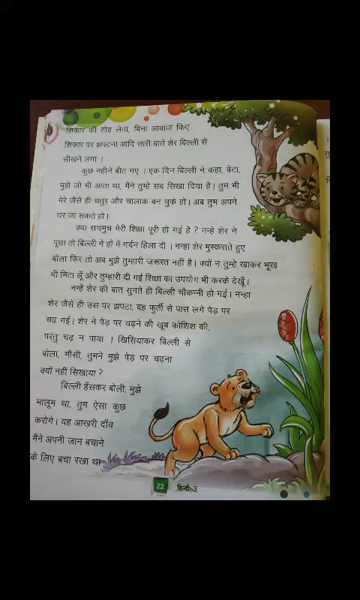 शिकार की टोह लेना, बिना आवाज किए
शिकार पर झपटना आदि सारी बातें शेर बिल्ली से
सीखने लगा ।
कुछ महीने बीत गए । एक दिन बिल्ली ने कहा, बेटा,
मुझे जो भी आता था, मैंने तुम्हे सब सिखा दिया है। तुम भी
मेरे जैसे ही चतुर और चालाक बन चुके हो। अब तुम अपने
घर जा सकते हो।
क्या सचमुच मेरी शिक्षा पूरी हो गई है ? नन्हे शेर ने
पूछा तो बिल्ली ने हाँ में गर्दन हिला दी । नन्हा शेर मुस्कराते हुए
बोला फिर तो अब मुझे तुम्हारी जरूरत नहीं है। क्यों न तुम्हे खाकर भूख
भी मिटा लूँ और तुम्हारी दी गई शिक्षा का उपयोग भी करके देखूँ।
नन्हे शेर की बात सुनते ही बिल्ली चौकन्नी हो गई। नन्हा
शेर जैसे ही उस पर झपटा, वह फुर्ती से पास लगे पेड़ पर
चढ़ गई। शेर ने पेड़ पर चढ़ने की खूब कोशिश की,
परंतु चढ़ न पाया । खिसियाकर बिल्ली से
बोला, मौसी, तुमने मुझे पेड़ पर चढ़ना
क्यों नहीं सिखाया ?
बिल्ली हँसकर बोली, मुझे
मालूम था, तुम ऐसा कुछ
करोगे। यह आखरी दाँव
मैंने अपनी जान बचाने
के लिए बचा रखा था
22 हिन्दी-3